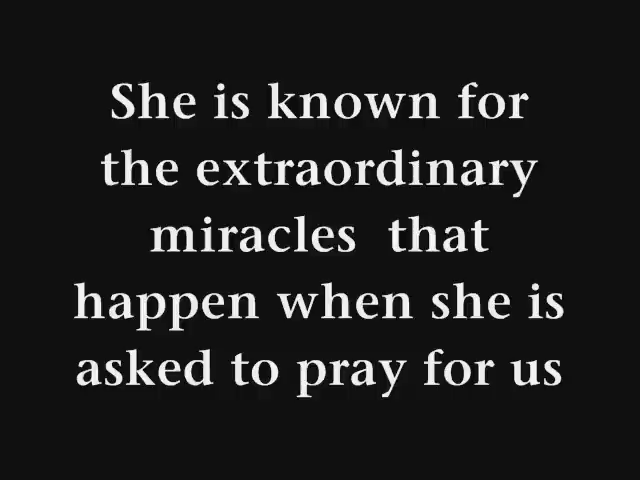 She is known for
the extraordinary
miracles  that
happen when she is
asked to pray for us